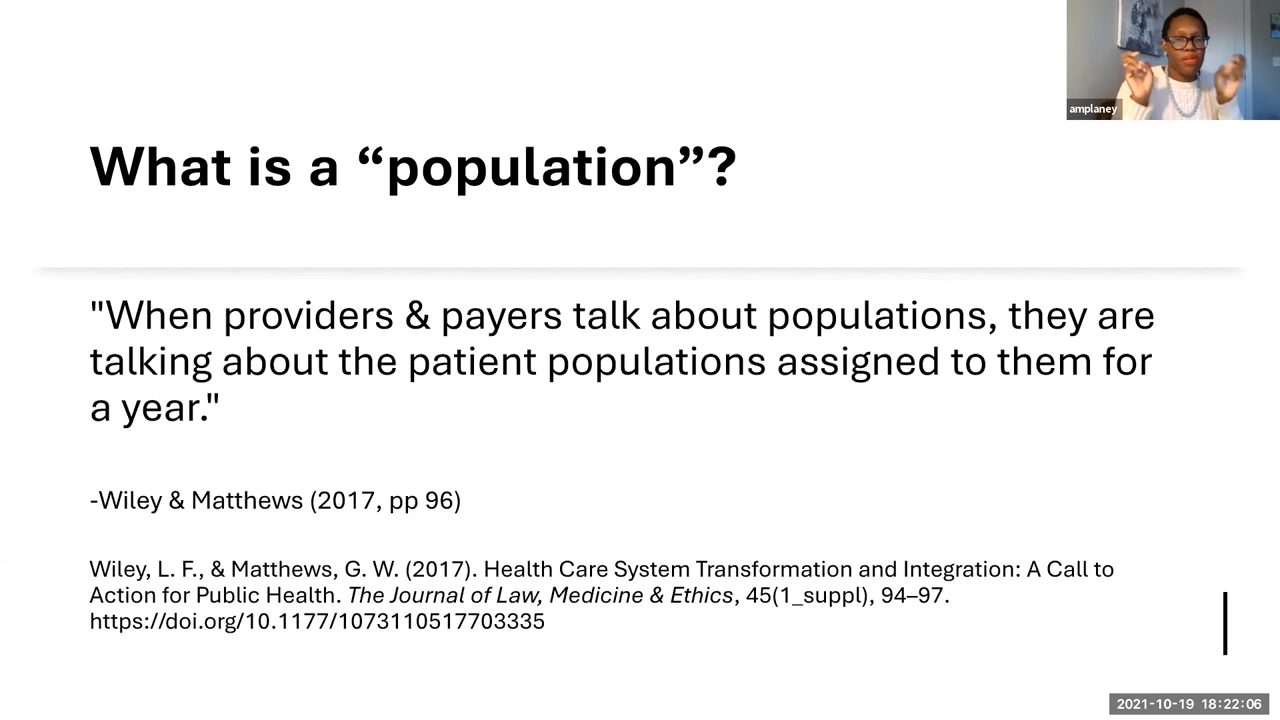 amplaney
What is a “population”?
"When providers & payers talk about populations, they are
talking about the patient populations assigned to them for
a year."
-Wiley & Matthews (2017, pp 96)
Wiley, L. F., & Matthews, G. W. (2017). Health Care System Transformation and Integration: A Call to
Action for Public Health. The Journal of Law, Medicine & Ethics, 45(1_suppl), 94–97.
https://doi.org/10.1177/1073110517703335
2021-10-19 18:22:06